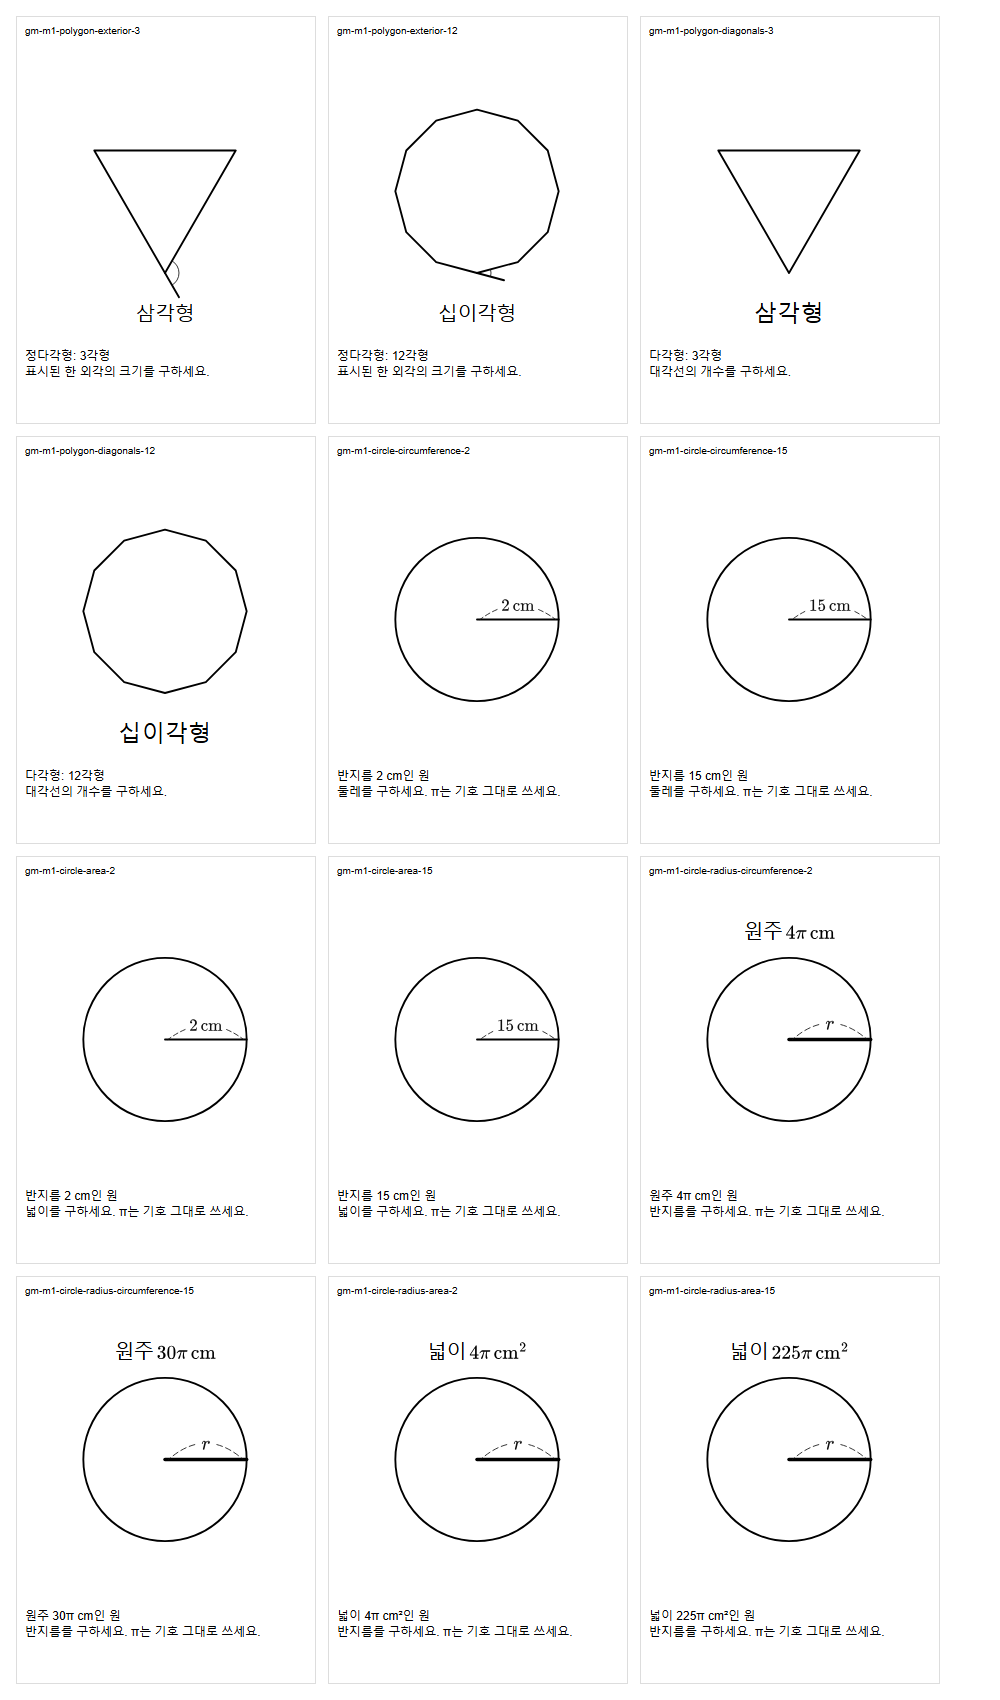 gm-m1-polygon-exterior-3
삼각형
정다각형: 3각형
표시된 한 외각의 크기를 구하세요.
gm-m1-polygon-exterior-12
십이각형
정다각형: 12각형
표시된 한 외각의 크기를 구하세요.
gm-m1-polygon-diagonals-3
삼각형
다각형: 3각형
대각선의 개수를 구하세요.
gm-m1-polygon-diagonals-12
십이각형
다각형: 12각형
대각선의 개수를 구하세요.
gm-m1-circle-circumference-2
2 cm
반지름 2 cm인 원
둘레를 구하세요. π는 기호 그대로 쓰세요.
gm-m1-circle-circumference-15
15 cm
반지름 15 cm인 원
둘레를 구하세요. π는 기호 그대로 쓰세요.
gm-m1-circle-area-2
2 cm
반지름 2 cm인 원
넓이를 구하세요. π는 기호 그대로 쓰세요.
gm-m1-circle-area-15
15 cm
반지름 15 cm인 원
넓이를 구하세요. π는 기호 그대로 쓰세요.
gm-m1-circle-radius-circumference-2
원주 4π cm
r
원주 4π cm인 원
반지름를 구하세요. π는 기호 그대로 쓰세요.
gm-m1-circle-radius-circumference-15
원주 30π cm
r
원주 30π cm인 원
반지름를 구하세요. π는 기호 그대로 쓰세요.
gm-m1-circle-radius-area-2
넓이 4π cm²
r
넓이 4π cm²인 원
반지름를 구하세요. π는 기호 그대로 쓰세요.
gm-m1-circle-radius-area-15
넓이 225π cm²
r
넓이 225π cm²인 원
반지름를 구하세요. π는 기호 그대로 쓰세요.